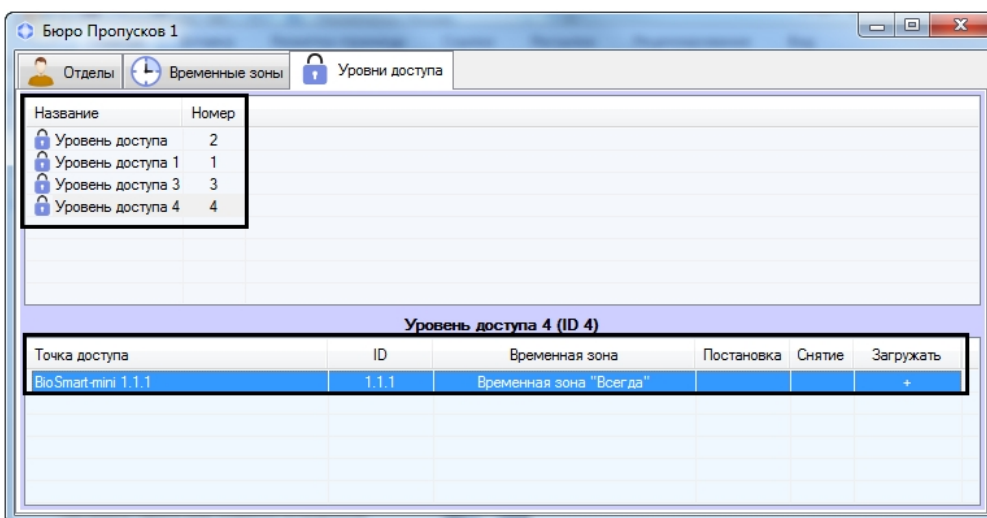 Бюро Пропусков 1
Отделы Временные зоны Уровни доступа
Название Номер
Уровень доступа 2
Уровень доступа 1 1
Уровень доступа 3 3
Уровень доступа 4 4
Уровень доступа 4 (ID 4)
Точка доступа ID Временная зона Постановка Снятие Загружать
BioSmart-mini 1.1.1 1.1.1 Временная зона "Всегда" +